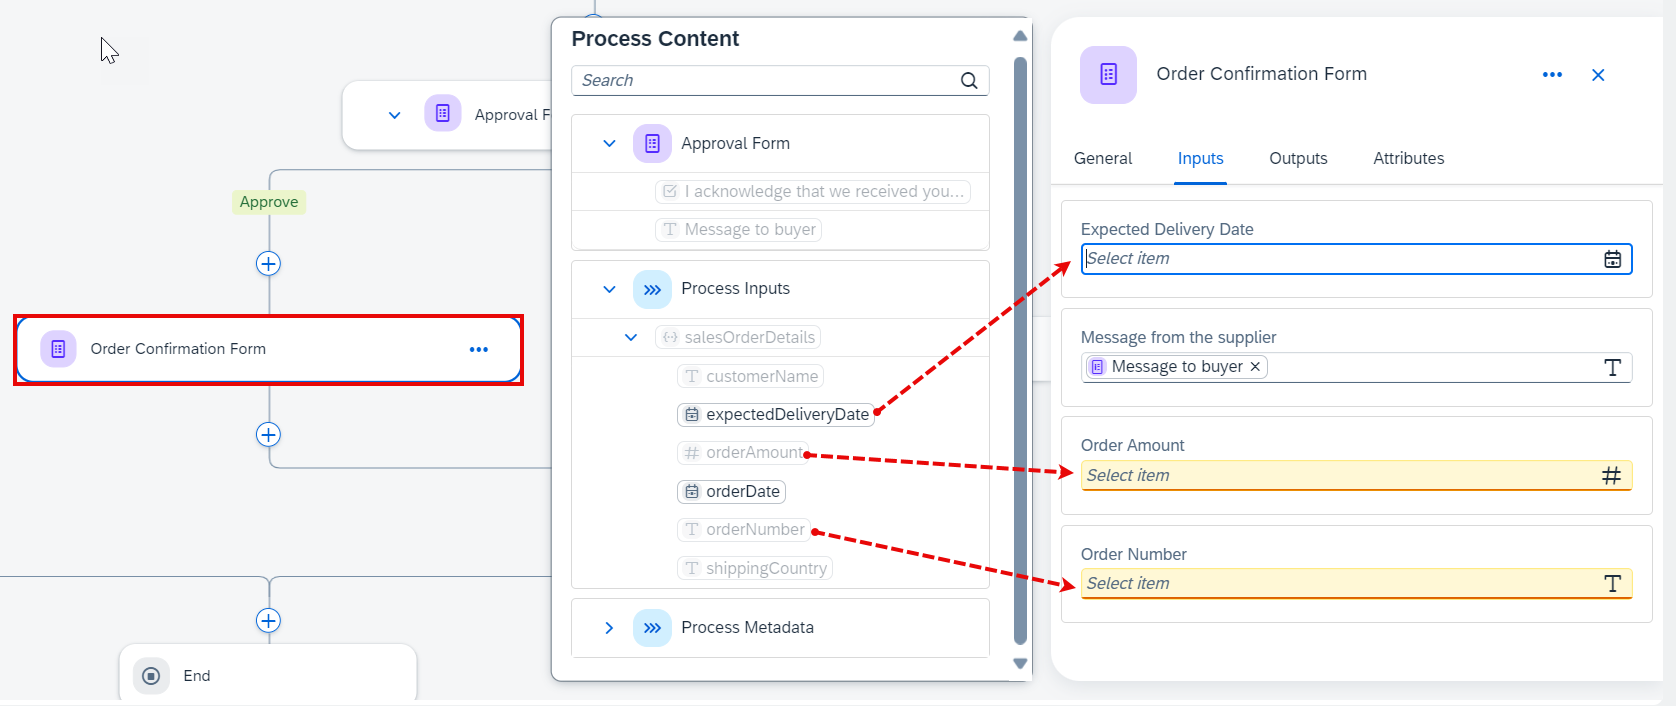 Approval F
Approve
Order Confirmation Form
End
Process Content
Search
Approval Form
I acknowledge that we received you...
Message to buyer
Process Inputs
salesOrderDetails
customerName
expectedDeliveryDate
orderAmount
orderDate
orderNumber
shippingCountry
Process Metadata
Order Confirmation Form
General Inputs Outputs Attributes
Expected Delivery Date
Select item
Message from the supplier
Message to buyer
Order Amount
Select item
Order Number
Select item